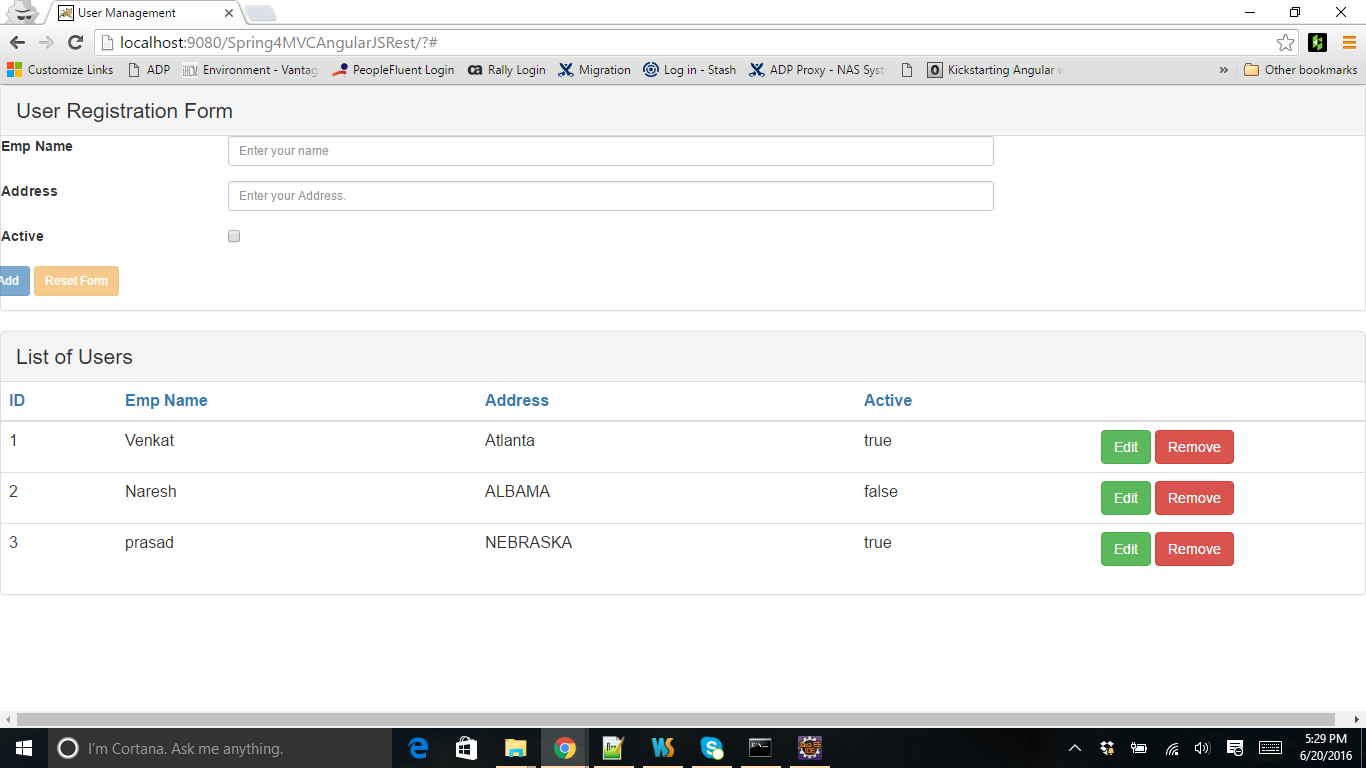 User Management
localhost:9080/Spring4MVCAngularJSRest/?#
Customize Links ADP Environment - Vantag PeopleFluent Login ca Rally Login Migration Log in - Stash ADP Proxy - NAS Syst Kickstarting Angular » Other bookmarks
User Registration Form
Emp Name Enter your name
Address Enter your Address.
Active
Add Reset Form
List of Users
ID Emp Name Address Active
1 Venkat Atlanta true Edit Remove
2 Naresh ALBAMA false Edit Remove
3 prasad NEBRASKA true Edit Remove
I'm Cortana. Ask me anything.
5:29 PM
6/20/2016